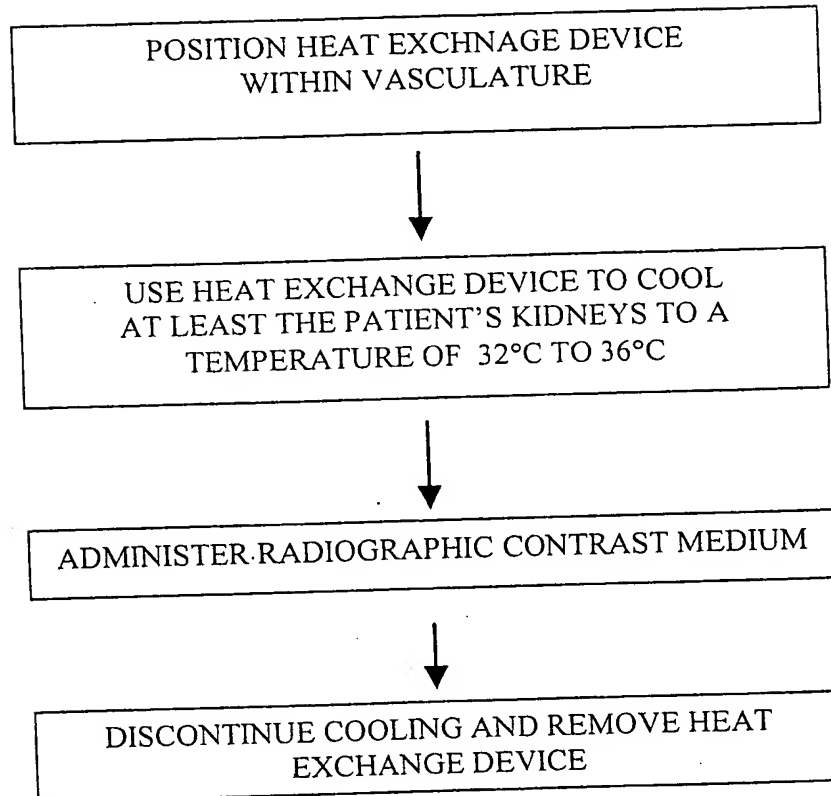 POSITION HEAT EXCHNAGE DEVICE
WITHIN VASCULATURE
USE HEAT EXCHANGE DEVICE TO COOL
AT LEAST THE PATIENT'S KIDNEYS TO A
TEMPERATURE OF 32°C TO 36°C
ADMINISTER RADIOGRAPHIC CONTRAST MEDIUM
DISCONTINUE COOLING AND REMOVE HEAT
EXCHANGE DEVICE